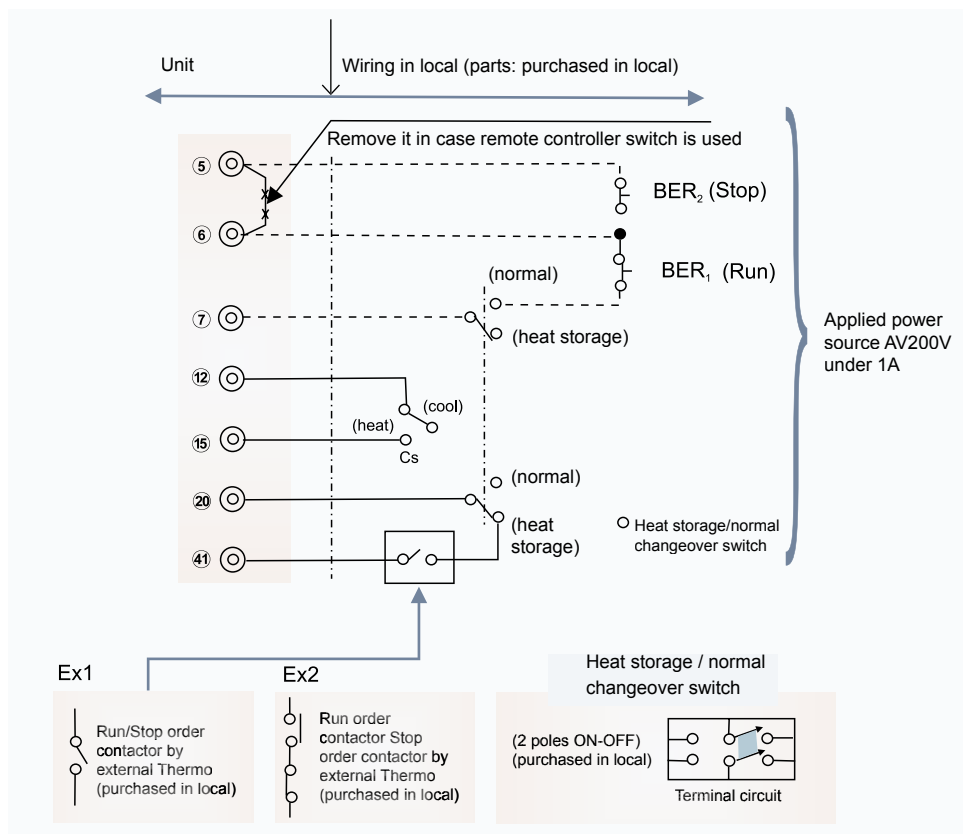 Unit
Wiring in local (parts: purchased in local)
Remove it in case remote controller switch is used
5
BER2 (Stop)
6
BER1 (Run)
(normal)
7
(heat storage)
Applied power
source AV200V
under 1A
12
(cool)
(heat)
15
Cs
(normal)
20
(heat
storage)
Heat storage/normal
changeover switch
41
Ex1
Run/Stop order
contactor by
external Thermo
(purchased in local)
Ex2
Run order
contactor Stop
order contactor by
external Thermo
(purchased in local)
Heat storage / normal
changeover switch
(2 poles ON-OFF)
(purchased in local)
Terminal circuit